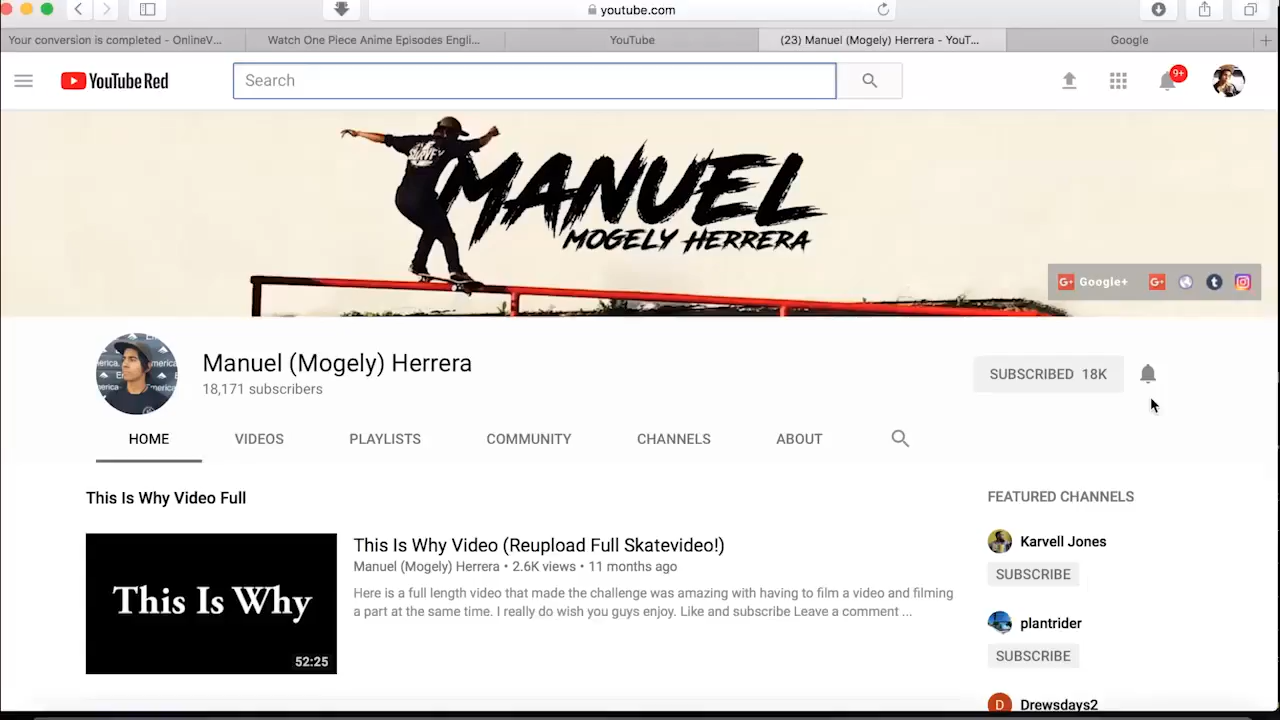 youtube.com
Your conversion is completed - OnlineV...
Watch One Piece Anime Episodes Engli...
YouTube
(23) Manuel (Mogely) Herrera - YouT...
Google
YouTube Red
Search
9+
SURVEY
MANUEL
MOGELY HERRERA
G+ Google+
G+
t
Manuel (Mogely) Herrera
18,171 subscribers
SUBSCRIBED 18K
HOME
VIDEOS
PLAYLISTS
COMMUNITY
CHANNELS
ABOUT
This Is Why Video Full
This Is Why
52:25
This Is Why Video (Reupload Full Skatevideo!)
Manuel (Mogely) Herrera • 2.6K views • 11 months ago
Here is a full length video that made the challenge was amazing with having to film a video and filming
a part at the same time. I really do wish you guys enjoy. Like and subscribe Leave a comment ...
FEATURED CHANNELS
Karvell Jones
SUBSCRIBE
plantrider
SUBSCRIBE
D
Drewsdays2